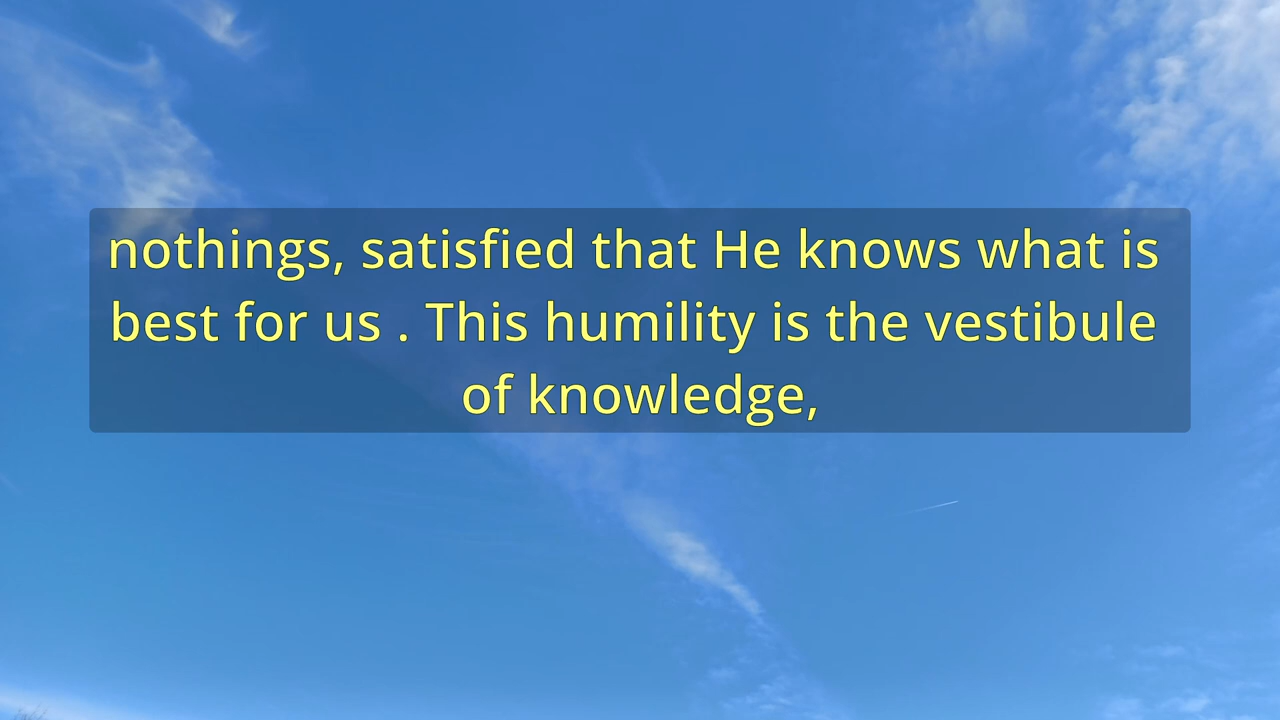 nothings, satisfied that He knows what is
best for us . This humility is the vestibule
of knowledge,